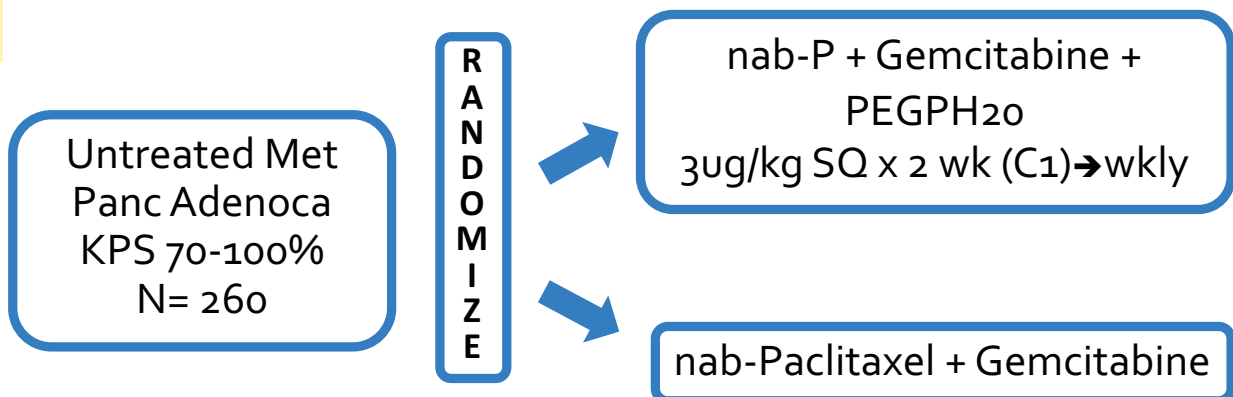 Untreated Met
Panc Adenoca
KPS 70-100%
N= 260
R
A
N
D
O
M
I
Z
E
nab-P + Gemcitabine +
PEGPH20
3ug/kg SQ x 2 wk (C1)➔wkly
nab-Paclitaxel + Gemcitabine